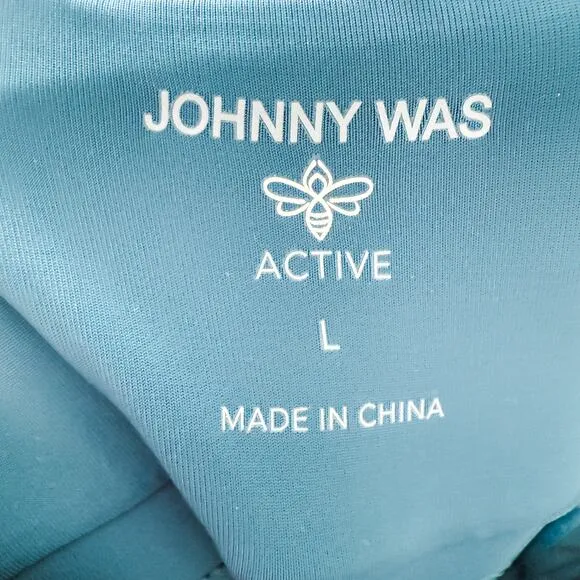 JOHNNY WAS
ACTIVE
L
MADE IN CHINA